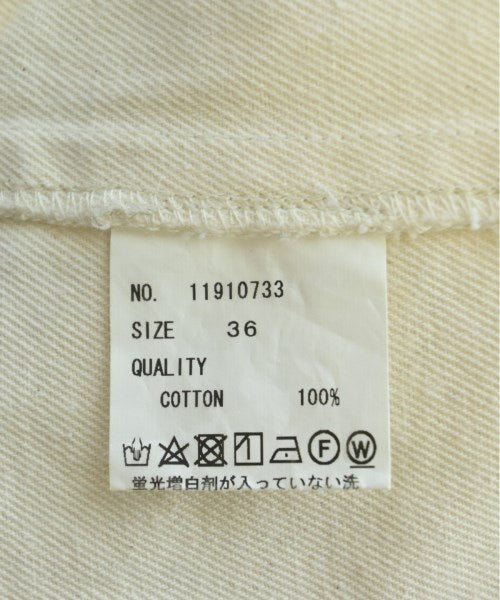 NO. 11910733
SIZE 36
QUALITY
COTTON 100%
F W
蛍光増白剤が入っていない洗